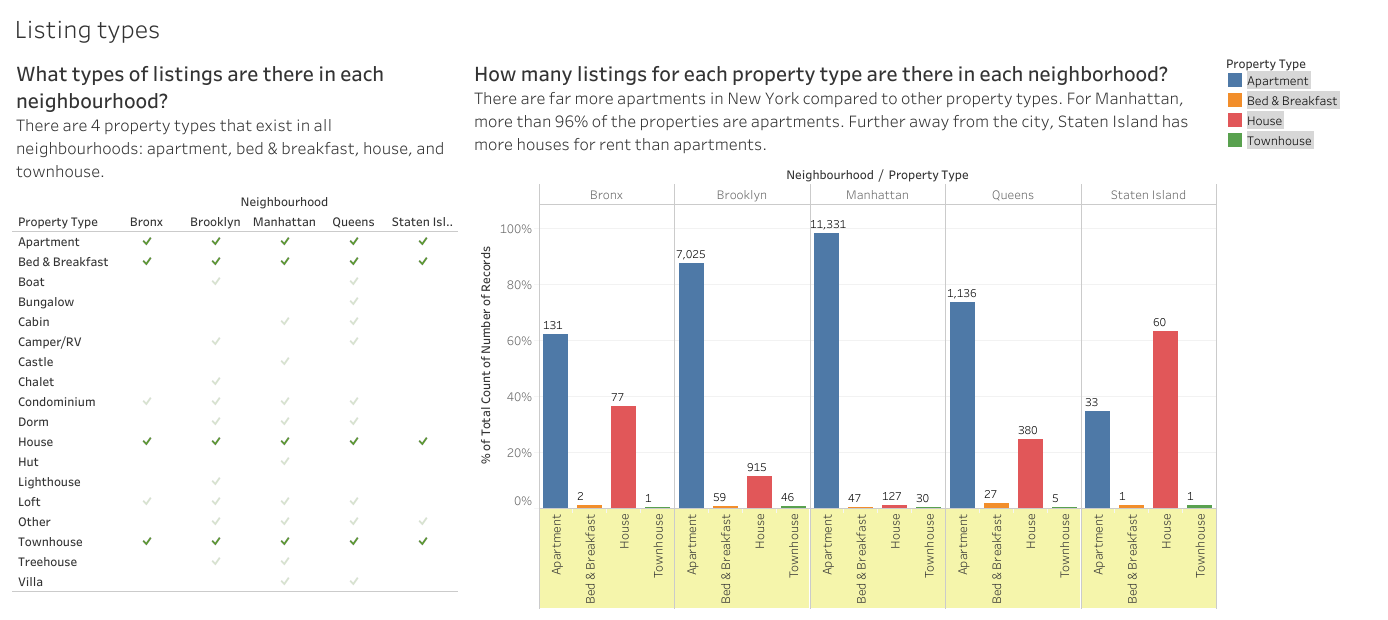 Listing types
What types of listings are there in each
neighbourhood?
There are 4 property types that exist in all
neighbourhoods: apartment, bed & breakfast, house, and
townhouse.
Neighbourhood
Property Type Bronx Brooklyn Manhattan Queens Staten Isl..
Apartment
Bed & Breakfast
Boat
Bungalow
Cabin
Camper/RV
Castle
Chalet
Condominium
Dorm
House
Hut
Lighthouse
Loft
Other
Townhouse
Treehouse
Villa
How many listings for each property type are there in each neighborhood?
There are far more apartments in New York compared to other property types. For Manhattan,
more than 96% of the properties are apartments. Further away from the city, Staten Island has
more houses for rent than apartments.
Neighbourhood / Property Type
Bronx Brooklyn Manhattan Queens Staten Island
% of Total Count of Number of Records
100%
80%
60%
40%
20%
0%
131 2 77 1
7,025 59 915 46
11,331 47 127 30
1,136 27 380 5
33 1 60 1
Apartment Bed & Breakfast House Townhouse
Apartment Bed & Breakfast House Townhouse
Apartment Bed & Breakfast House Townhouse
Apartment Bed & Breakfast House Townhouse
Apartment Bed & Breakfast House Townhouse
Property Type
Apartment
Bed & Breakfast
House
Townhouse